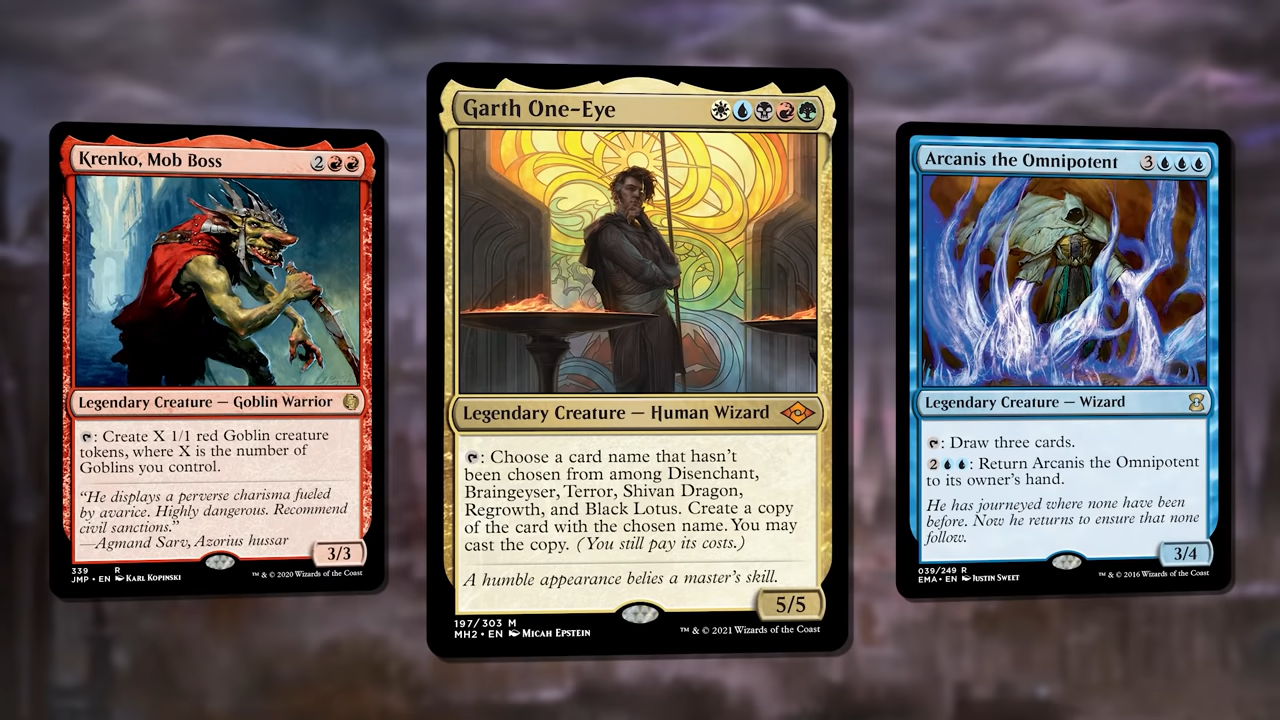 Krenko, Mob Boss 2
Legendary Creature — Goblin Warrior
: Create X 1/1 red Goblin creature
tokens, where X is the number of
Goblins you control.
“He displays a perverse charisma fueled
by avarice. Highly dangerous. Recommend
civil sanctions.”
—Agmand Sarv, Azorius hussar
3/3
339 R
JMP • EN Karl Kopinski
™ & © 2020 Wizards of the Coast
Garth One-Eye
Legendary Creature — Human Wizard
: Choose a card name that hasn’t
been chosen from among Disenchant,
Braingeyser, Terror, Shivan Dragon,
Regrowth, and Black Lotus. Create a copy
of the card with the chosen name. You may
cast the copy. (You still pay its costs.)
A humble appearance belies a master’s skill.
5/5
197/303 M
MH2 • EN Micah Epstein
™ & © 2021 Wizards of the Coast
Arcanis the Omnipotent 3
Legendary Creature — Wizard
: Draw three cards.
2 : Return Arcanis the Omnipotent
to its owner’s hand.
He has journeyed where none have been
before. Now he returns to ensure that none
follow.
3/4
039/249 R
EMA • EN Justin Sweet
™ & © 2016 Wizards of the Coast